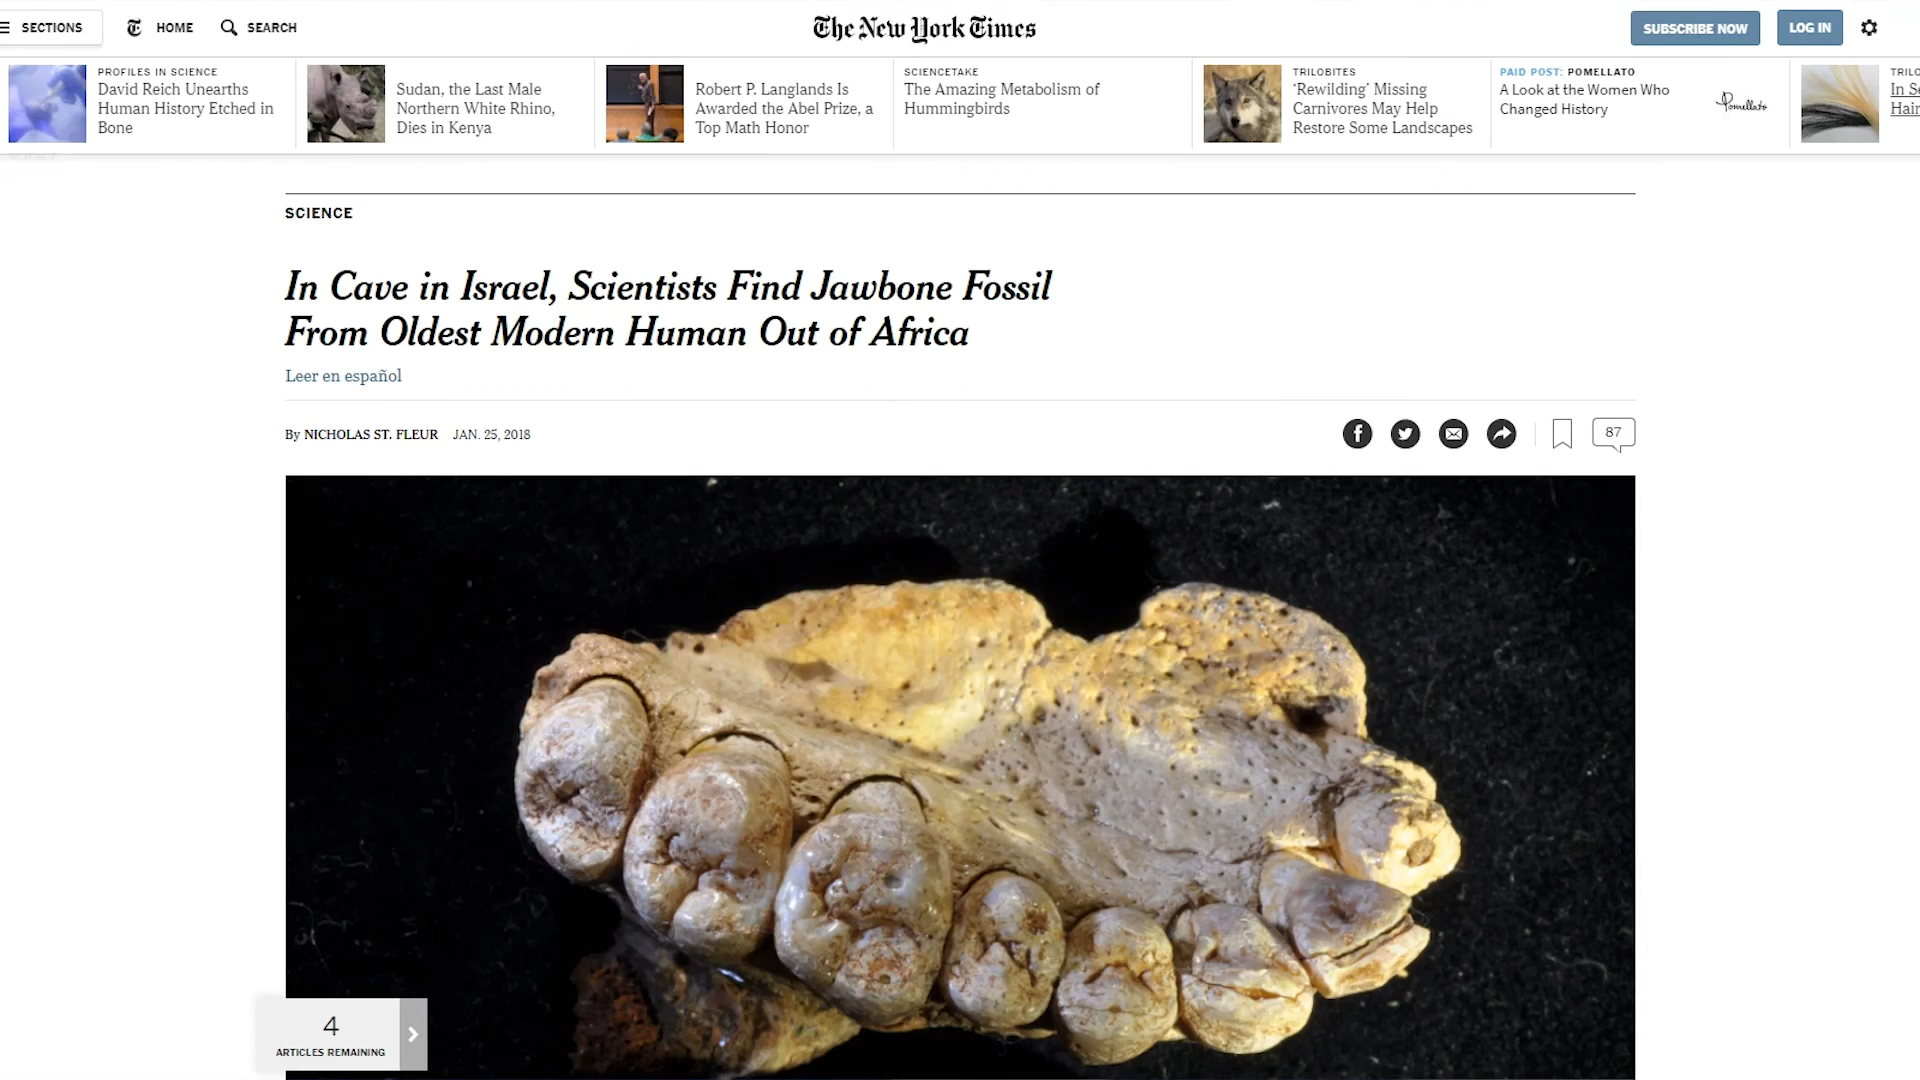 SECTIONS
HOME
SEARCH
The New York Times
SUBSCRIBE NOW
LOG IN
PROFILES IN SCIENCE
David Reich Unearths
Human History Etched in
Bone
Sudan, the Last Male
Northern White Rhino,
Dies in Kenya
Robert P. Langlands Is
Awarded the Abel Prize, a
Top Math Honor
SCIENCETAKE
The Amazing Metabolism of
Hummingbirds
TRILOBITES
‘Rewilding’ Missing
Carnivores May Help
Restore Some Landscapes
PAID POST: POMELLATO
A Look at the Women Who
Changed History
Pomellato
In
SCIENCE
In Cave in Israel, Scientists Find Jawbone Fossil
From Oldest Modern Human Out of Africa
Leer en español
By NICHOLAS ST. FLEUR JAN. 25, 2018
87
4
ARTICLES REMAINING